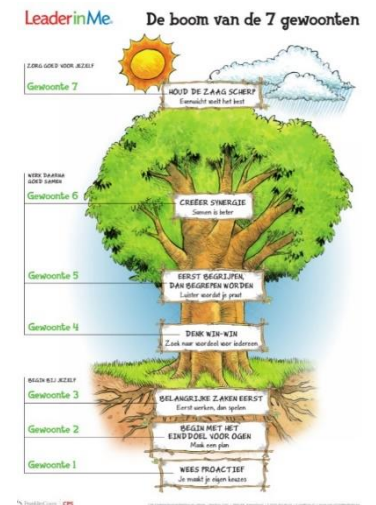 LeaderinMe
De boom van de 7 gewoonten
ZORG GOED VOOR JEZELF
Gewoonte 7
HOUD DE ZAAG SCHERP
Evenwicht voelt het best
WERK DAARNA
GOED SAMEN
Gewoonte 6
CREËER SYNERGIE
Samen is beter
Gewoonte 5
EERST BEGRIJPEN,
DAN BEGREPEN WORDEN
Luister voordat je praat
Gewoonte 4
DENK WIN-WIN
Zoek naar voordeel voor iedereen
BEGIN BIJ JEZELF
Gewoonte 3
BELANGRIJKE ZAKEN EERST
Eerst werken, dan spelen
Gewoonte 2
BEGIN MET HET
EINDDOEL VOOR OGEN
Maak een plan
Gewoonte 1
WEES PROACTIEF
Je maakt je eigen keuzes
FranklinCovey CPS